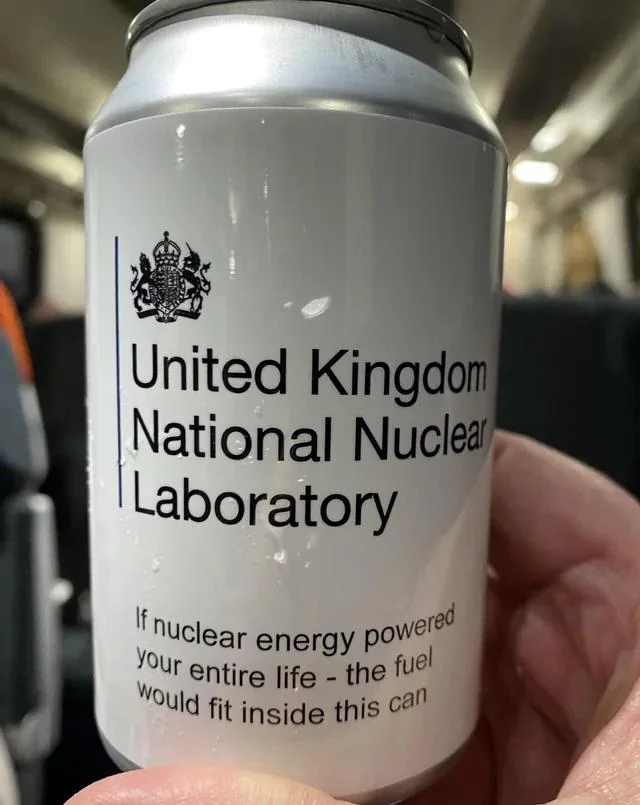 United Kingdom
National Nuclear
Laboratory
If nuclear energy powered
your entire life - the fuel
would fit inside this can